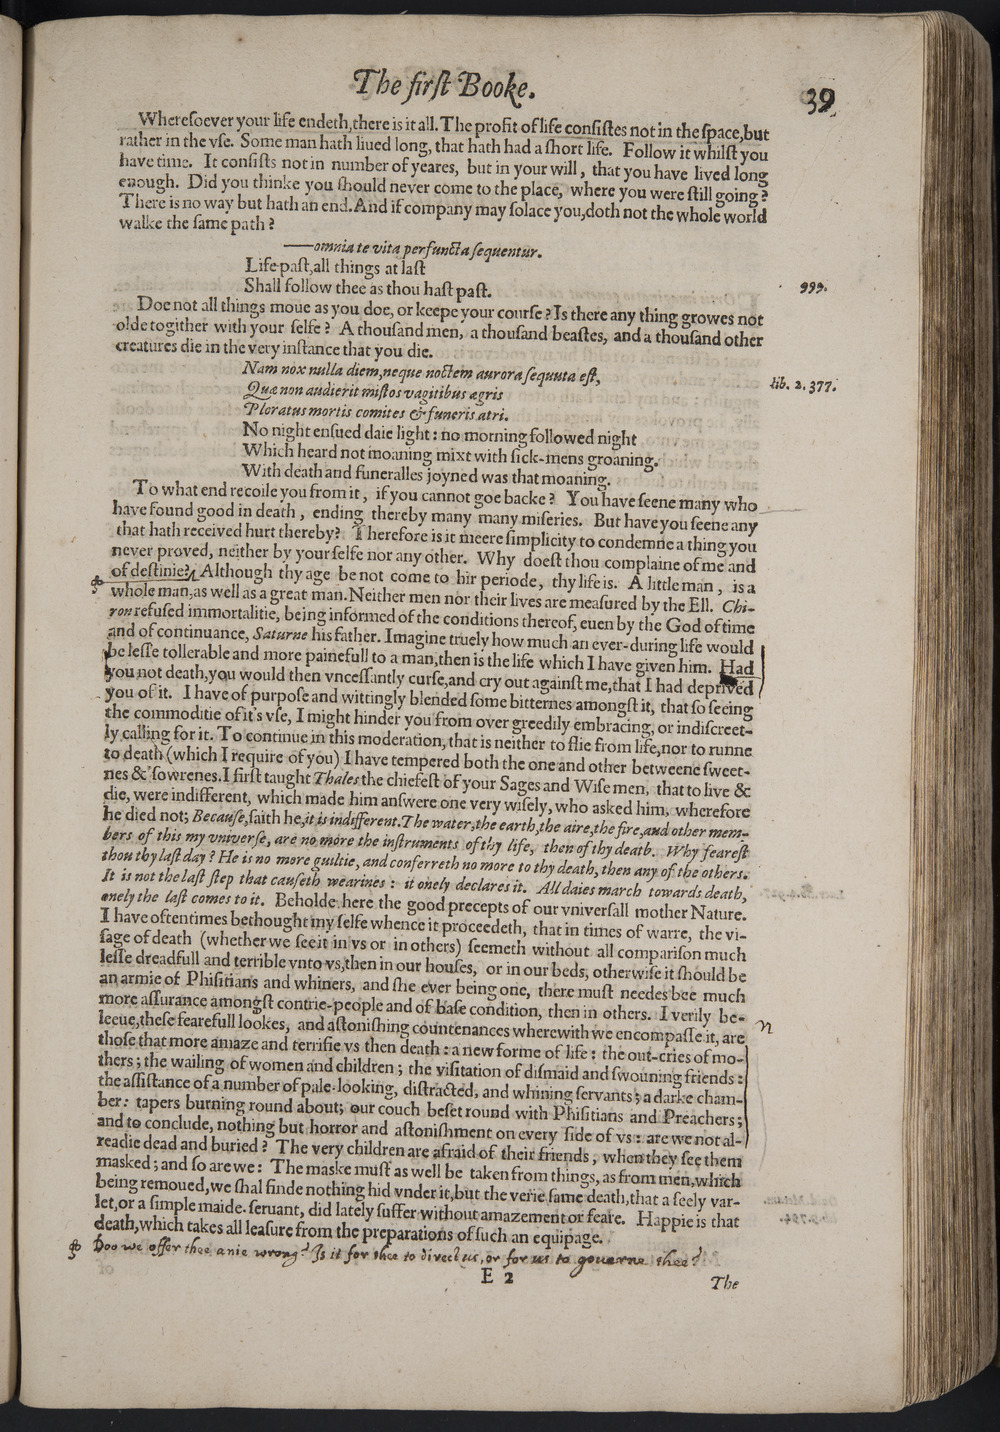 The firſt Booke.
39
Wherefoever your life endeth, there is it all. The profit of life conſiſtes not in the ſpace, but
rather in the vſe. Some man hath liued long, that hath had a ſhort life. Follow it whilſt you
have time. It conſiſts not in number of yeares, but in your will, that you have lived long
enough. Did you thinke you ſhould never come to the place, where you were ſtill going?
There is no way but hath an end. And if company may ſolace you, doth not the whole world
walke the ſame path?
——omnia te vita perfuncta ſequentur.
Life paſt, all things at laſt
Shall follow thee as thou haſt paſt.
999.
Doe not all things moue as you doe, or keepe your courſe? Is there any thing growes not
olde togither with your ſelfe? A thouſand men, a thouſand beaſtes, and a thouſand other
creatures die in the very inſtance that you die.
Nam nox nulla diem, neque noctem aurora ſequuta eſt,
lib. 2. 377.
Quæ non audierit miſtos vagitibus ægris
Ploratus mortis comites & funeris atri.
No night enſued daie light: no morning followed night
Which heard not moaning mixt with ſick-mens groaning,
With death and funeralles joyned was that moaning.
To what end recoile you from it, if you cannot goe backe? You have ſeene many who
have found good in death, ending thereby many many miſeries. But have you ſeene any
that hath received hurt thereby? Therefore is it meere ſimplicity to condemne a thing you
never proved, neither by yourſelfe nor any other. Why doeſt thou complaine of me and
of deſtinie? Although thy age be not come to hir periode, thy life is. A little man, is a
whole man, as well as a great man. Neither men nor their lives are meaſured by the Ell. Chi-
ron refuſed immortalitie, being informed of the conditions thereof, euen by the God of time
and of continuance, Saturne his father. Imagine truely how much an ever-during life would
be leſſe tollerable and more painefull to a man, then is the life which I have given him. Had
you not death, you would then vnceſſantly curſe, and cry out againſt me, that I had deprived
you of it. I have of purpoſe and wittingly blended ſome bitternes amongſt it, that ſo ſeeing
the commoditie of it's vſe, I might hinder you from over greedily embracing, or indiſcreet-
ly calling for it. To continue in this moderation, that is neither to flie from life, nor to runne
to death (which I require of you) I have tempered both the one and other betweene ſweet-
nes & ſowrenes. I firſt taught Thales the chiefeſt of your Sages and Wiſe men, that to live &
die, were indifferent, which made him anſwere one very wiſely, who asked him, wherefore
he died not; Becauſe, ſaith he, it is indifferent. The water, the earth, the aire, the fire, and other mem-
bers of this my vniverſe, are no more the inſtruments of thy life, then of thy death. Why feareſt
thou thy laſt day? He is no more guiltie, and conferreth no more to thy death, then any of the others.
It is not the laſt ſtep that cauſeth wearines: it onely declares it. All daies march towards death,
onely the laſt comes to it. Beholde here the good precepts of our vniverſall mother Nature.
I have oftentimes bethought my ſelfe whence it proceedeth, that in times of warre, the vi-
ſage of death (whether we ſee it in vs or in others) ſeemeth without all compariſon much
leſſe dreadfull and terrible vnto vs, then in our houſes, or in our beds, otherwiſe it ſhould be
an armie of Phiſitians and whiners, and ſhe ever being one, there muſt needes bee much
more aſſurance amongſt contrie-people and of baſe condition, then in others. I verily be-
leeue, theſe fearefull lookes, and aſtoniſhing countenances wherewith we encompaſſe it, are
n
thoſe that more amaze and terrifie vs then death: a new forme of life: the out-cries of mo-
thers; the wailing of women and children; the viſitation of diſmaid and ſwouning friends:
the aſſiſtance of a number of pale-looking, diſtracted, and whining ſervants; a darke cham-
ber: tapers burning round about; our couch beſet round with Phiſitians and Preachers;
and to conclude, nothing but horror and aſtoniſhment on every ſide of vs: are we not al-
readie dead and buried? The very children are afraid of their friends, when they ſee them
masked; and ſo are we: The maske muſt as well be taken from things, as from men, which
being remoued, we ſhal finde nothing hid vnder it, but the verie ſame death, that a ſeely var-
let, or a ſimple maide-ſeruant, did lately ſuffer without amazement or feare. Happie is that
death, which takes all leaſure from the preparations of ſuch an equipage.
Doo we offer thee anie wrong? Is it for thee to direct us, or for us to gouerne thee?
E 2
The